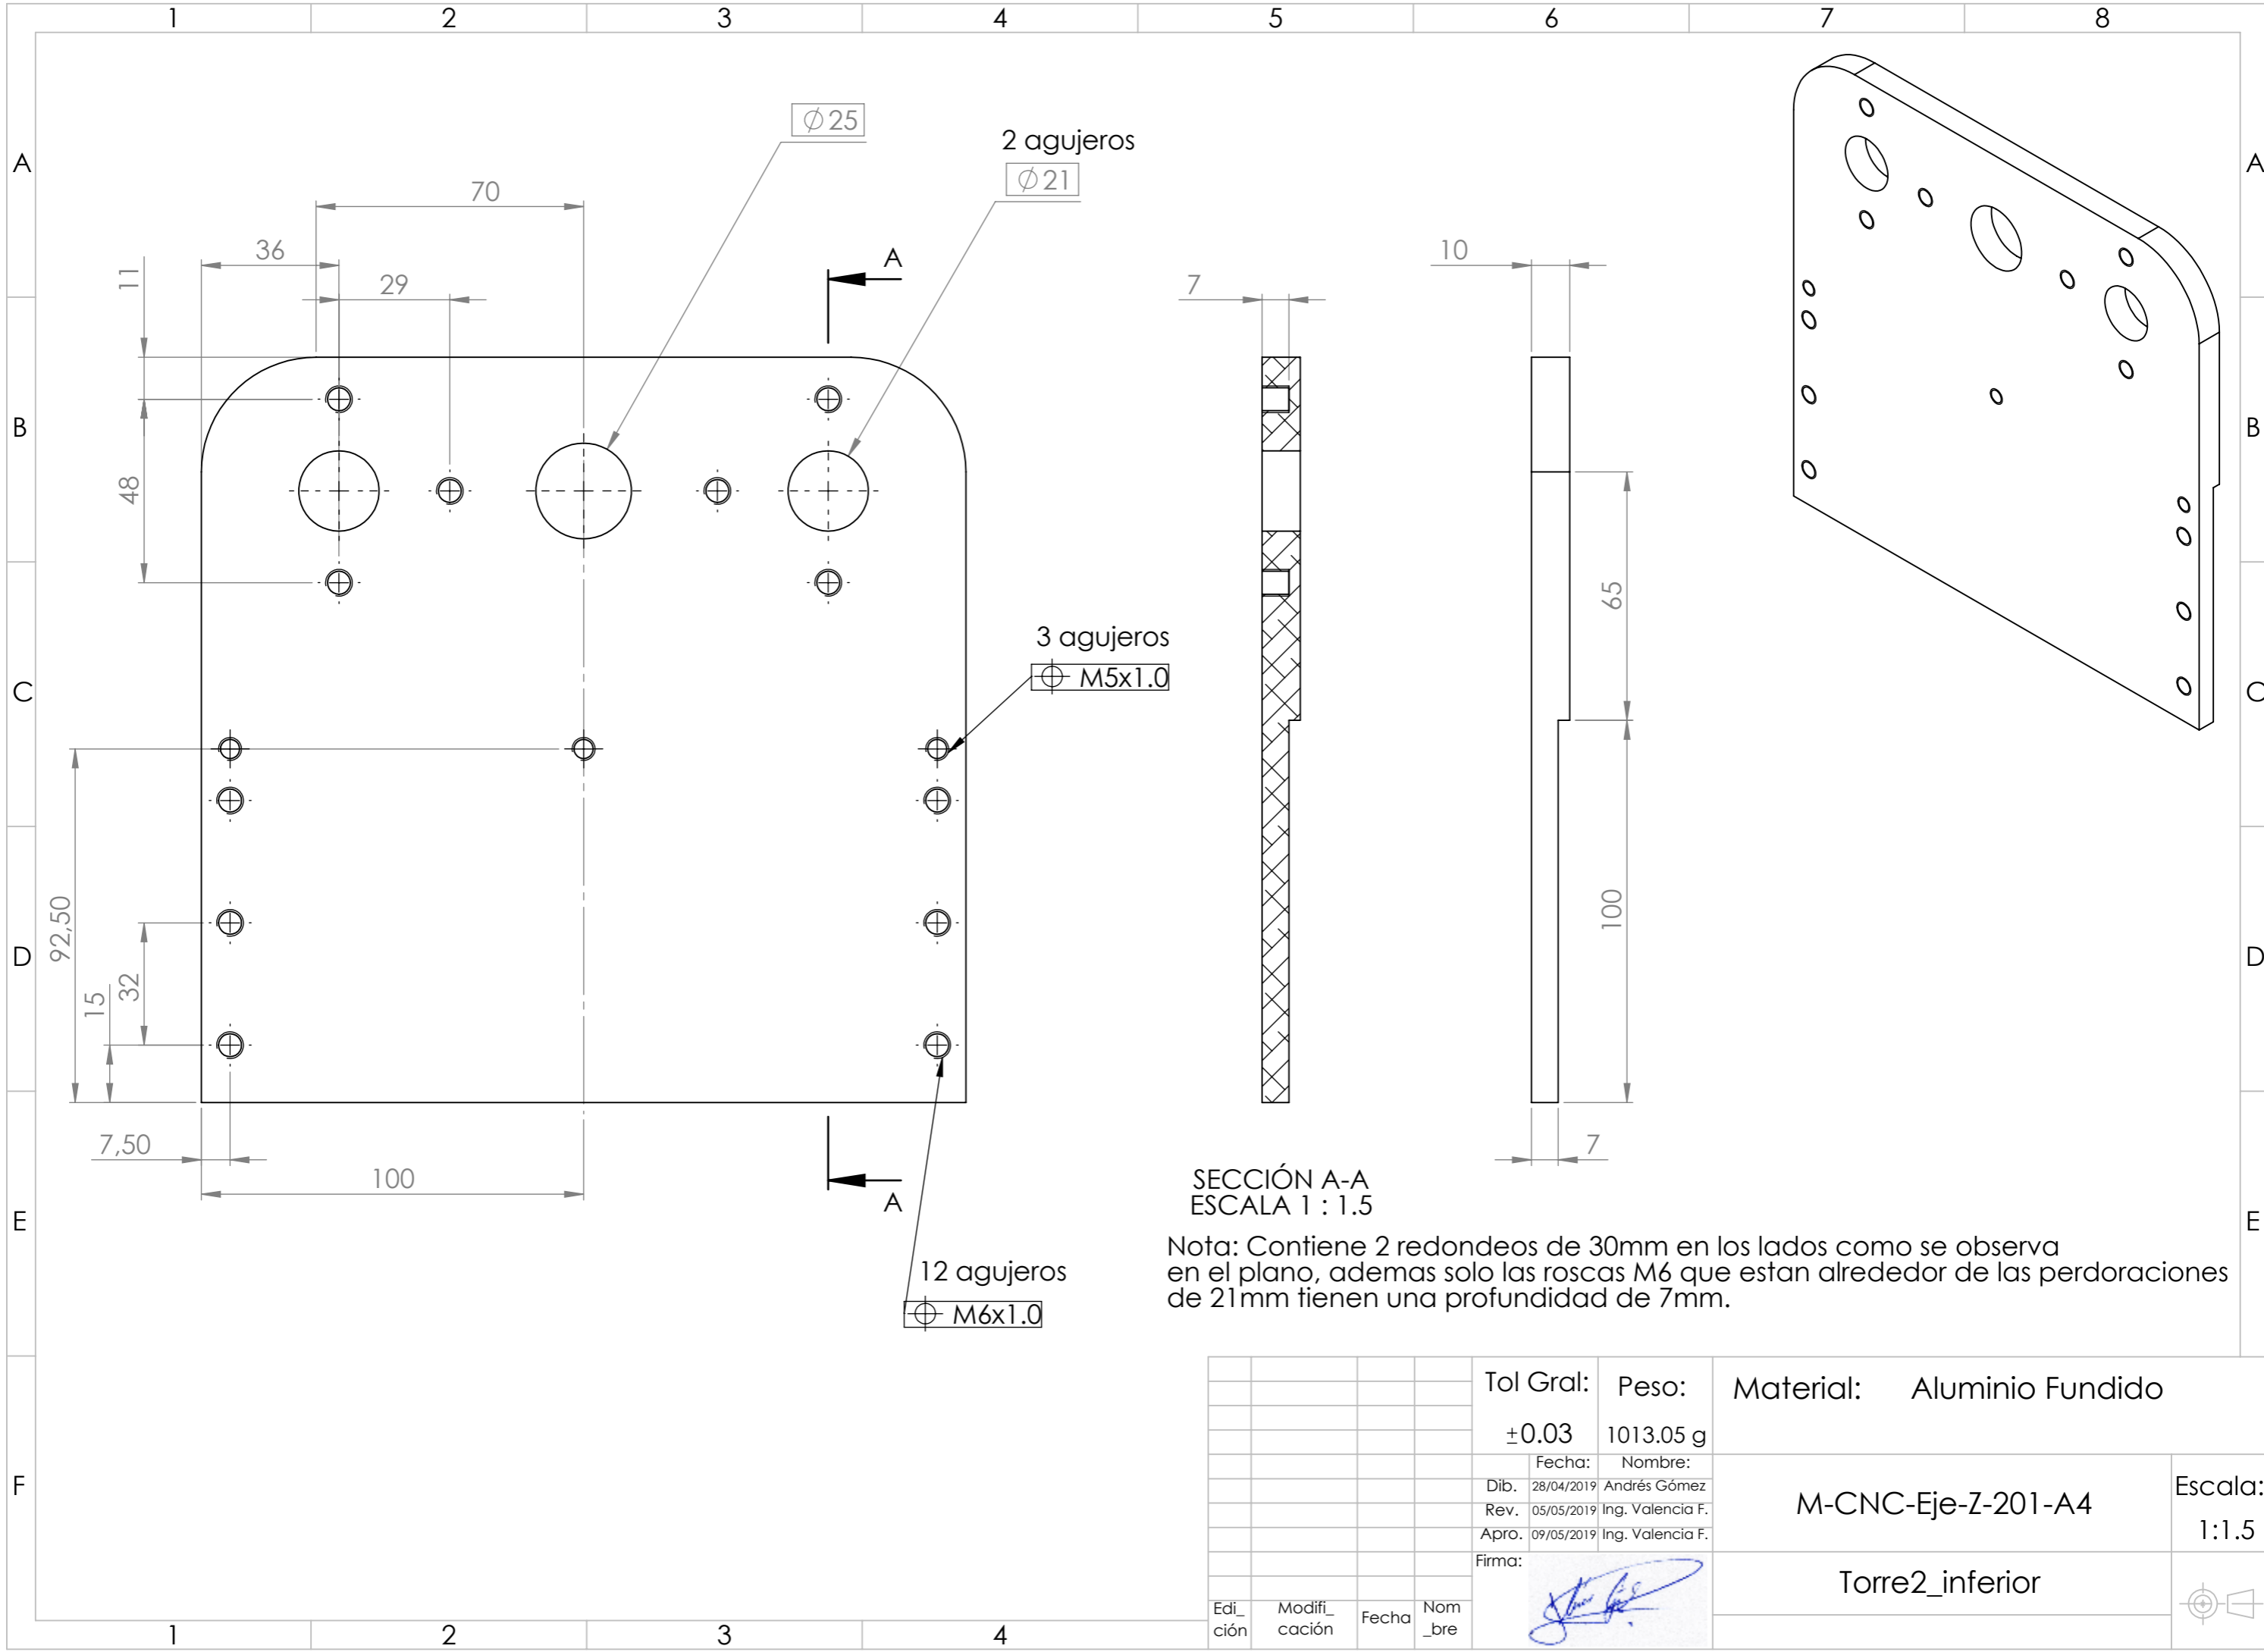 1 2 3 4 5 6 7 8
A
B
C
D
E
F
A
B
C
D
E
∅25
2 agujeros
∅21
70
36
29
11
48
A
7
10
3 agujeros
⌖ M5x1.0
65
100
92,50
32
15
7,50
100
A
7
SECCIÓN A-A
ESCALA 1 : 1.5
12 agujeros
⌖ M6x1.0
Nota: Contiene 2 redondeos de 30mm en los lados como se observa
en el plano, ademas solo las roscas M6 que estan alrededor de las perdoraciones
de 21mm tienen una profundidad de 7mm.
Tol Gral: Peso: Material: Aluminio Fundido
±0.03 1013.05 g
Fecha: Nombre:
Dib. 28/04/2019 Andrés Gómez
Rev. 05/05/2019 Ing. Valencia F.
Apro. 09/05/2019 Ing. Valencia F.
M-CNC-Eje-Z-201-A4
Escala:
1:1.5
Firma:
Torre2_inferior
Edi_ Modifi_ Fecha Nom
ción cación _bre
1 2 3 4